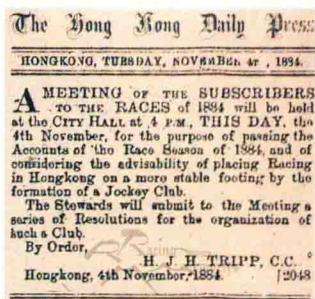 The Hong Kong Daily Press
HONGKONG, TUESDAY, NOVEMBER 4T , 1884.
A MEETING OF THE SUBSCRIBERS
TO THE RACES of 1884 will be held
at the CITY HALL at 4 P.M., THIS DAY, the
4th November, for the purpose of passing the
Accounts of the Race Season of 1884, and of
considering the advisability of placing Racing
in Hongkong on a more stable footing by the
formation of a Jockey Club.
The Stewards will submit to the Meeting a
series of Resolutions for the organization of
such a Club.
By Order,
H. J. H. TRIPP, C.C.
Hongkong, 4th November, 1884. [2048